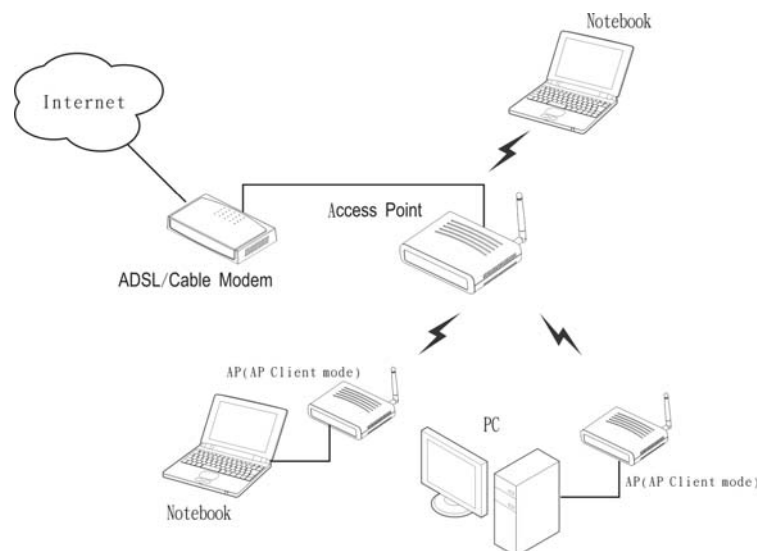 Notebook
Internet
Access Point
ADSL/Cable Modem
AP(AP Client mode)
PC
AP(AP Client mode)
Notebook